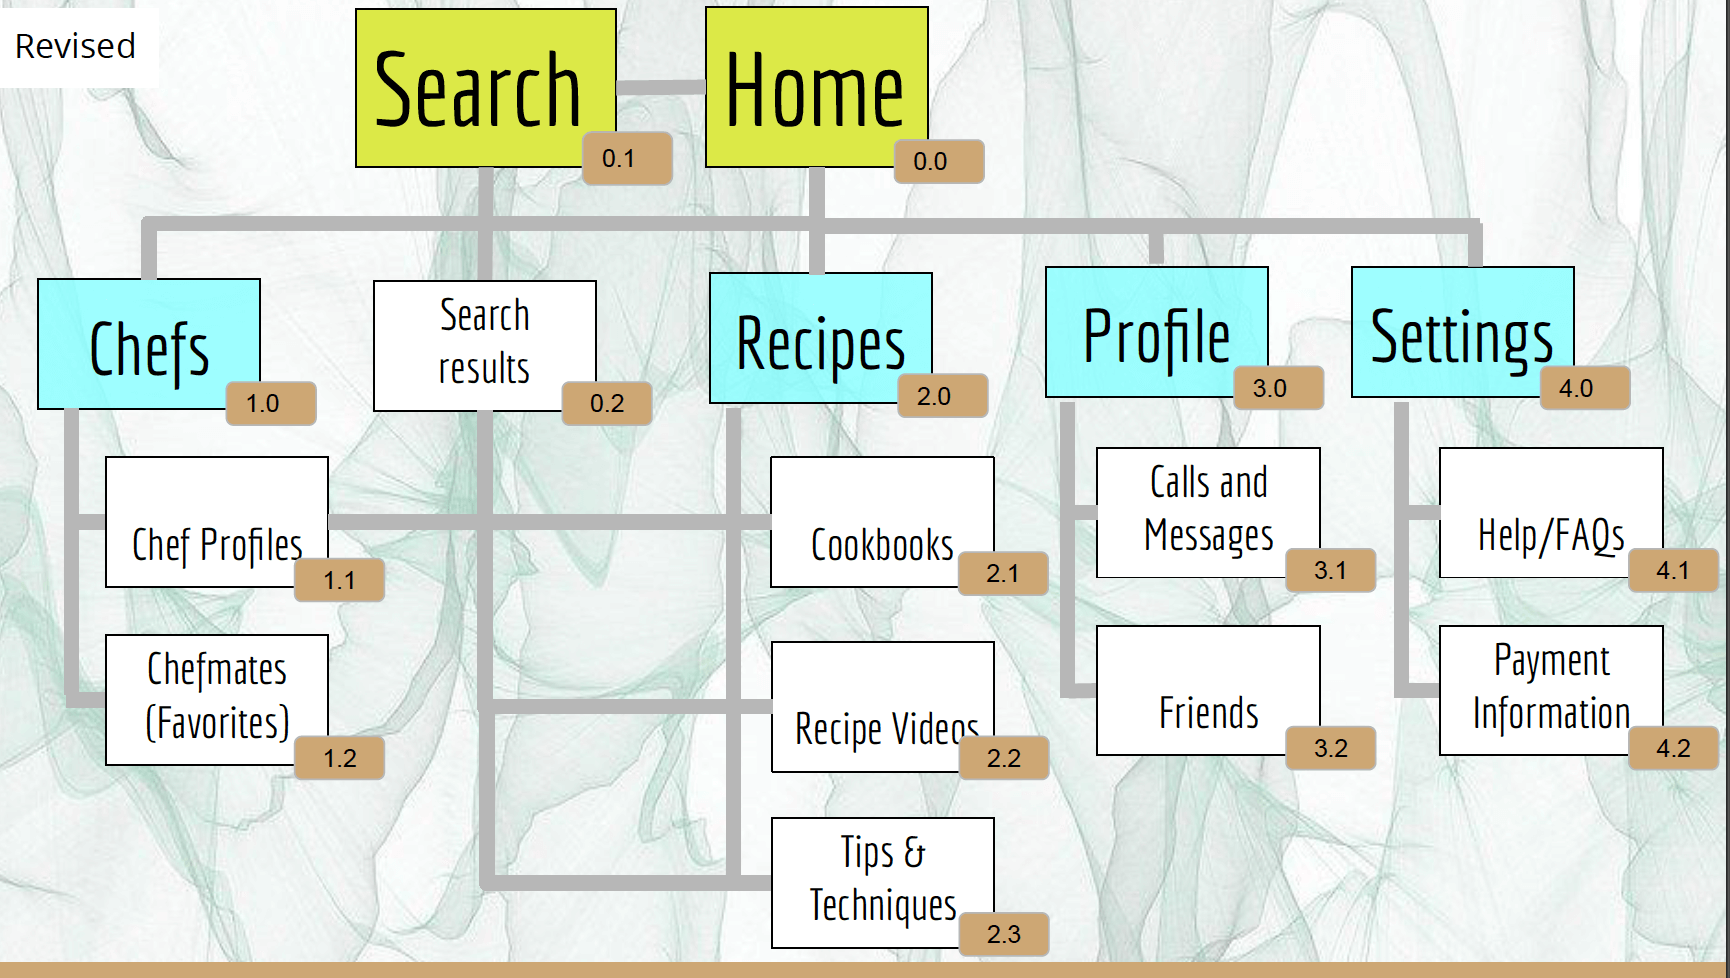 Revised
Search
0.1
Home
0.0
Chefs
1.0
Search
results
0.2
Recipes
2.0
Profile
3.0
Settings
4.0
Chef Profiles
1.1
Cookbooks
2.1
Calls and
Messages
3.1
Help/FAQs
4.1
Chefmates
(Favorites)
1.2
Recipe Videos
2.2
Friends
3.2
Payment
Information
4.2
Tips &
Techniques
2.3